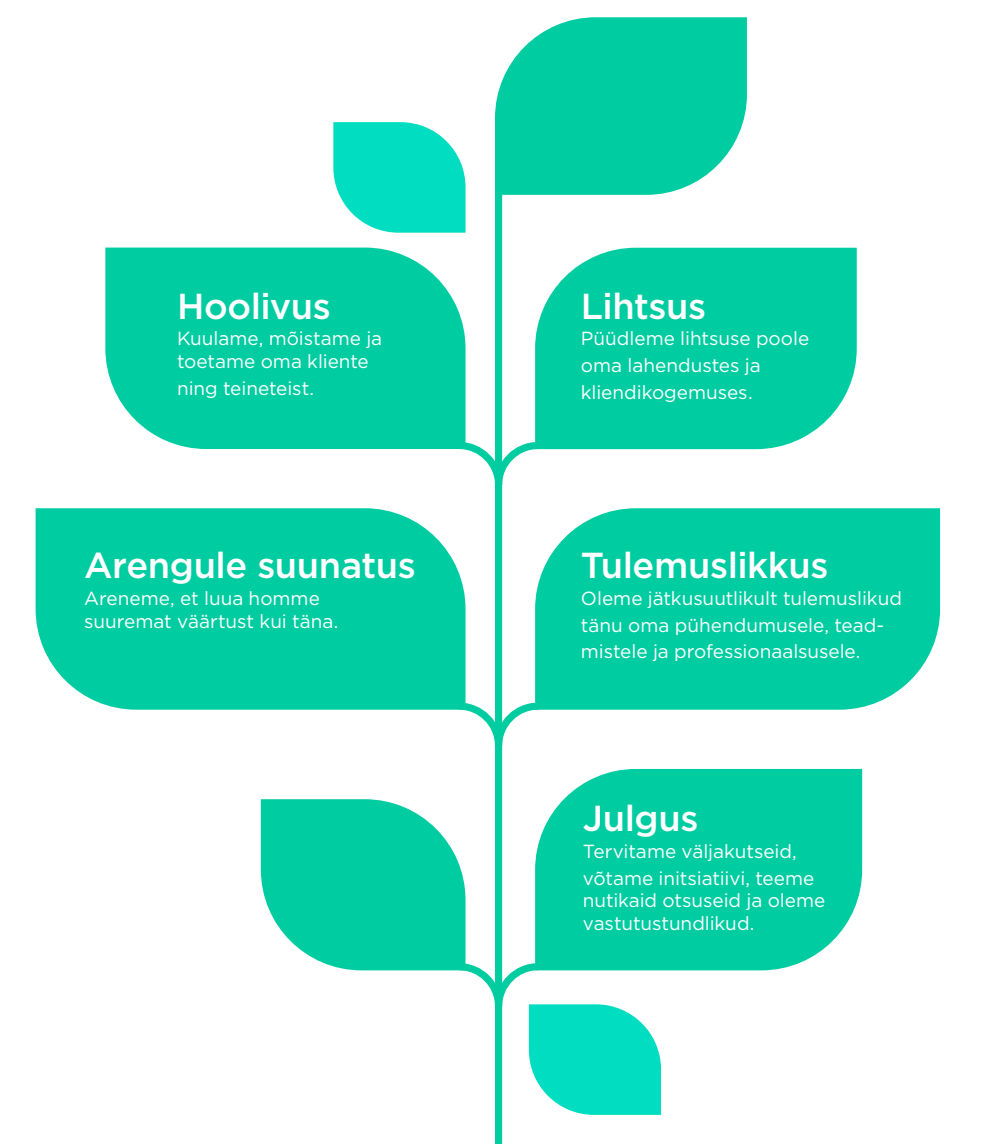 Hoolivus
Kuulame, mõistame ja
toetame oma kliente
ning teineteist.
Lihtsus
Püüdleme lihtsuse poole
oma lahendustes ja
kliendikogemuses.
Arengule suunatus
Areneme, et luua homme
suuremat väärtust kui täna.
Tulemuslikkus
Oleme jätkusuutlikult tulemuslikud
tänu oma pühendumusele, tead-
mistele ja professionaalsusele.
Julgus
Tervitame väljakutseid,
võtame initsiatiivi, teeme
nutikaid otsuseid ja oleme
vastutustundlikud.